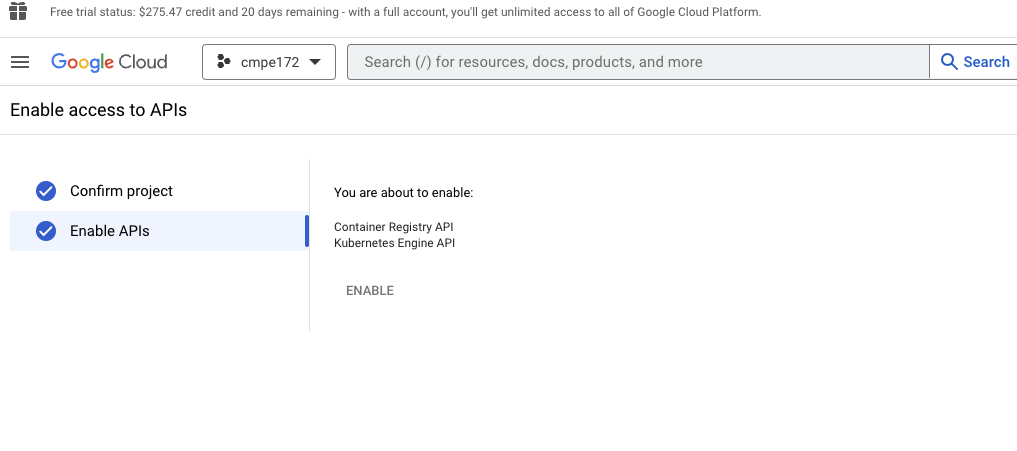 Free trial status: $275.47 credit and 20 days remaining - with a full account, you'll get unlimited access to all of Google Cloud Platform.
Google Cloud
cmpe172
Search (/) for resources, docs, products, and more
Search
Enable access to APIs
Confirm project
Enable APIs
You are about to enable:
Container Registry API
Kubernetes Engine API
ENABLE